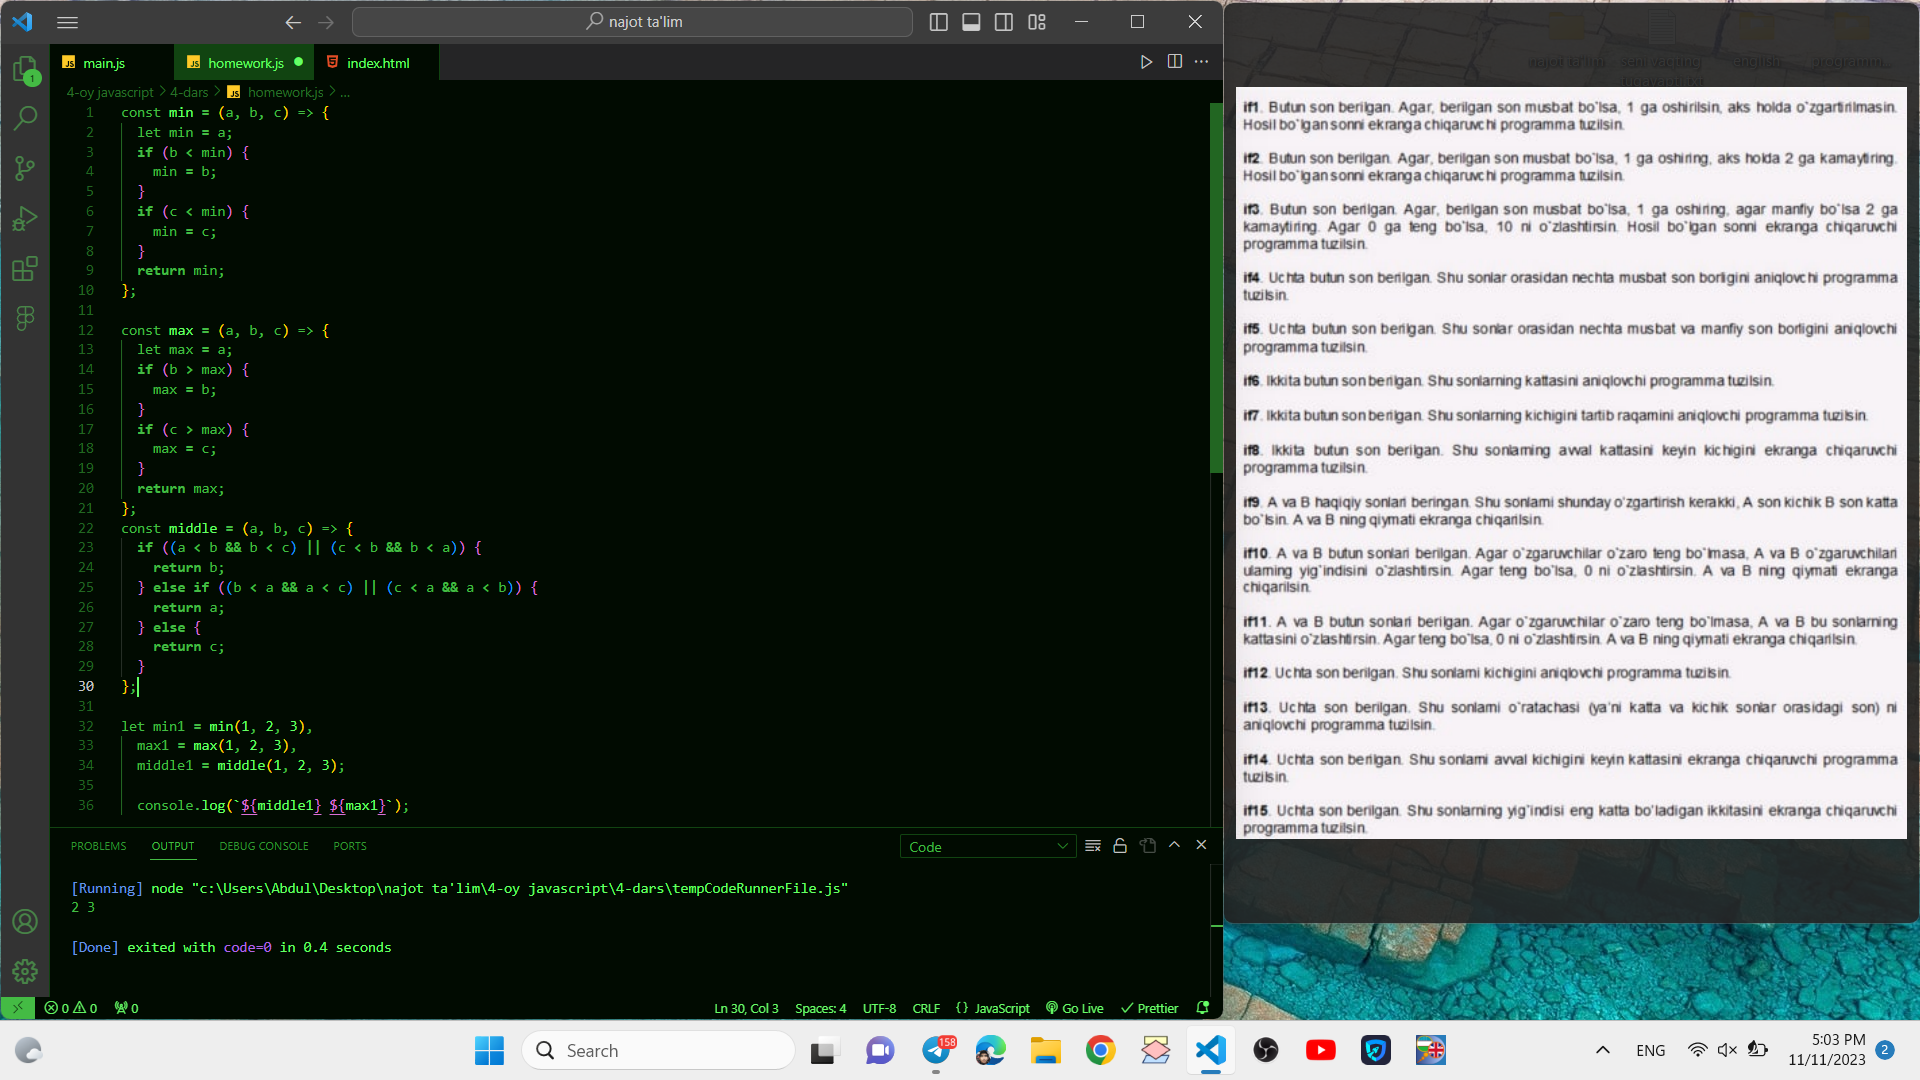 najot ta'lim
main.js
homework.js
index.html
4-oy javascript > 4-dars > homework.js > ...
1 const min = (a, b, c) => {
2 let min = a;
3 if (b < min) {
4 min = b;
5 }
6 if (c < min) {
7 min = c;
8 }
9 return min;
10 };
11
12 const max = (a, b, c) => {
13 let max = a;
14 if (b > max) {
15 max = b;
16 }
17 if (c > max) {
18 max = c;
19 }
20 return max;
21 };
22 const middle = (a, b, c) => {
23 if ((a < b && b < c) || (c < b && b < a)) {
24 return b;
25 } else if ((b < a && a < c) || (c < a && a < b)) {
26 return a;
27 } else {
28 return c;
29 }
30 };
31
32 let min1 = min(1, 2, 3),
33 max1 = max(1, 2, 3),
34 middle1 = middle(1, 2, 3);
35
36 console.log(`${middle1} ${max1}`);
PROBLEMS OUTPUT DEBUG CONSOLE PORTS
Code
[Running] node "c:\Users\Abdul\Desktop\najot ta'lim\4-oy javascript\4-dars\tempCodeRunnerFile.js"
2 3
[Done] exited with code=0 in 0.4 seconds
1
0 0 0
Ln 30, Col 3 Spaces: 4 UTF-8 CRLF {} JavaScript Go Live Prettier
najot ta'lim...
english
programm...
if1. Butun son berilgan. Agar, berilgan son musbat bo`lsa, 1 ga oshirilsin, aks holda o`zgartirilmasin.
Hosil bo`lgan sonni ekranga chiqaruvchi programma tuzilsin.
if2. Butun son berilgan. Agar, berilgan son musbat bo`lsa, 1 ga oshiring, aks holda 2 ga kamaytiring.
Hosil bo`lgan sonni ekranga chiqaruvchi programma tuzilsin.
if3. Butun son berilgan. Agar, berilgan son musbat bo`lsa, 1 ga oshiring, agar manfiy bo`lsa 2 ga
kamaytiring. Agar 0 ga teng bo`lsa, 10 ni o`zlashtirsin. Hosil bo`lgan sonni ekranga chiqaruvchi
programma tuzilsin.
if4. Uchta butun son berilgan. Shu sonlar orasidan nechta musbat son borligini aniqlovchi programma
tuzilsin.
if5. Uchta butun son berilgan. Shu sonlar orasidan nechta musbat va manfiy son borligini aniqlovchi
programma tuzilsin.
if6. Ikkita butun son berilgan. Shu sonlarning kattasini aniqlovchi programma tuzilsin.
if7. Ikkita butun son berilgan. Shu sonlarning kichigini tartib raqamini aniqlovchi programma tuzilsin.
if8. Ikkita butun son berilgan. Shu sonlarning avval kattasini keyin kichigini ekranga chiqaruvchi
programma tuzilsin.
if9. A va B haqiqiy sonlari beringan. Shu sonlarni shunday o`zgartirish kerakki, A son kichik B son katta
bo`lsin. A va B ning qiymati ekranga chiqarilsin.
if10. A va B butun sonlari berilgan. Agar o`zgaruvchilar o`zaro teng bo`lmasa, A va B o`zgaruvchilari
ularning yig`indisini o`zlashtirsin. Agar teng bo`lsa, 0 ni o`zlashtirsin. A va B ning qiymati ekranga
chiqarilsin.
if11. A va B butun sonlari berilgan. Agar o`zgaruvchilar o`zaro teng bo`lmasa, A va B bu sonlarning
kattasini o`zlashtirsin. Agar teng bo`lsa, 0 ni o`zlashtirsin. A va B ning qiymati ekranga chiqarilsin.
if12. Uchta son berilgan. Shu sonlarni kichigini aniqlovchi programma tuzilsin.
if13. Uchta son berilgan. Shu sonlarni o`ratachasi (ya'ni katta va kichik sonlar orasidagi son) ni
aniqlovchi programma tuzilsin.
if14. Uchta son berilgan. Shu sonlarni avval kichigini keyin kattasini ekranga chiqaruvchi programma
tuzilsin.
if15. Uchta son berilgan. Shu sonlarning yig`indisi eng katta bo'ladigan ikkitasini ekranga chiqaruvchi
programma tuzilsin.
Search
158
ENG
5:03 PM
11/11/2023
2